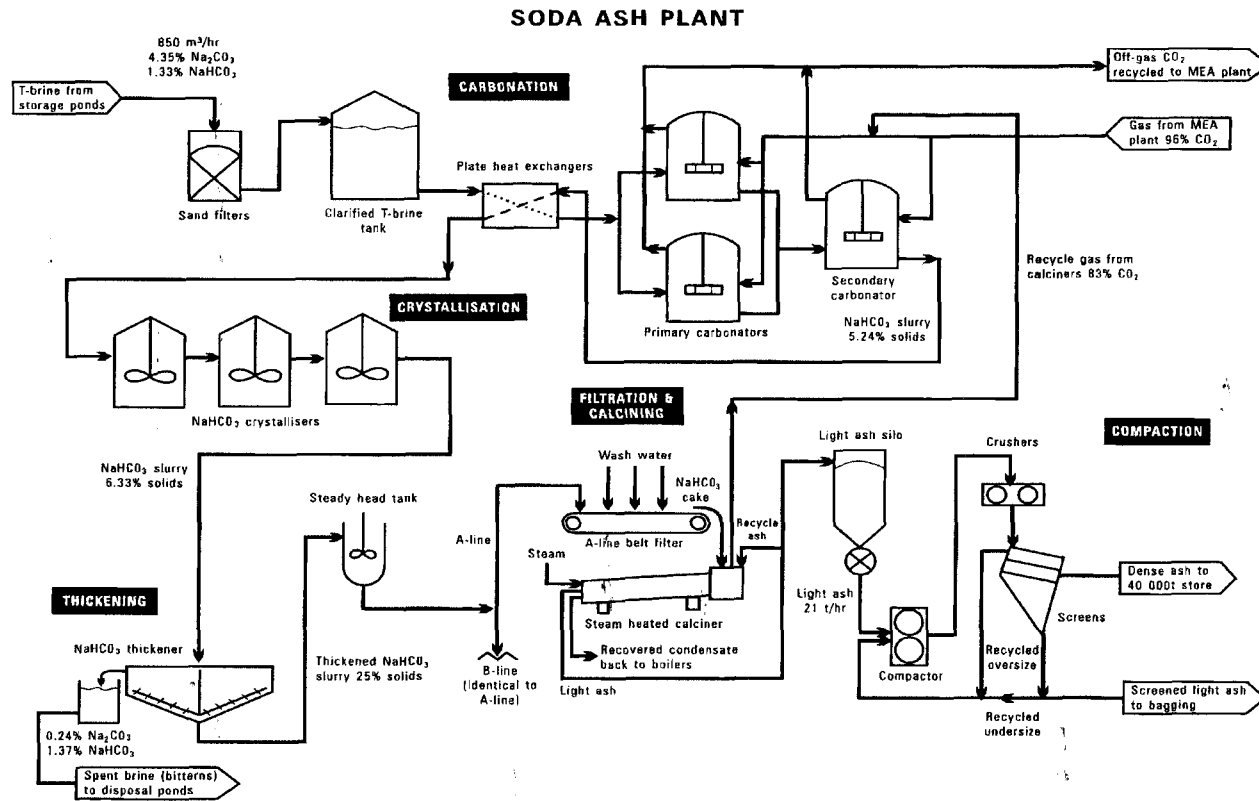 SODA ASH PLANT
850 m³/hr
4.35% Na₂CO₃
1.33% NaHCO₃
T-brine from
storage ponds
CARBONATION
Off-gas CO₂
recycled to MEA plant
Gas from MEA
plant 96% CO₂
Plate heat exchangers
Sand filters
Clarified T-brine
tank
Recycle gas from
calciners 83% CO₂
Secondary
carbonator
Primary carbonators
NaHCO₃ slurry
5.24% solids
CRYSTALLISATION
NaHCO₃ crystallisers
FILTRATION &
CALCINING
COMPACTION
Light ash silo
Crushers
Wash water
NaHCO₃
cake
NaHCO₃ slurry
6.33% solids
Steady head tank
A-line
A-line belt filter
Recycle
ash
Steam
Steam heated calciner
Recovered condensate
back to boilers
Light ash
Light ash
21 t/hr
Dense ash to
40 000t store
Screens
Compactor
Recycled
oversize
Screened light ash
to bagging
Recycled
undersize
THICKENING
NaHCO₃ thickener
Thickened NaHCO₃
slurry 25% solids
B-line
(identical to
A-line)
0.24% Na₂CO₃
1.37% NaHCO₃
Spent brine (bitterns)
to disposal ponds